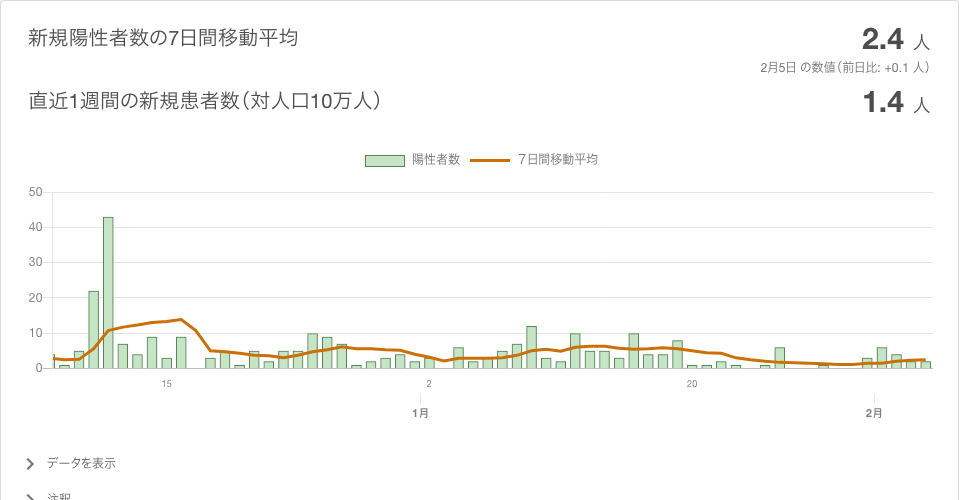 新規陽性者数の7日間移動平均
2.4 人
2月5日 の数値（前日比: +0.1 人）
直近1週間の新規患者数（対人口10万人）
1.4 人
陽性者数 7日間移動平均
50
40
30
20
10
0
15 2 20
1月 2月
データを表示
注釈